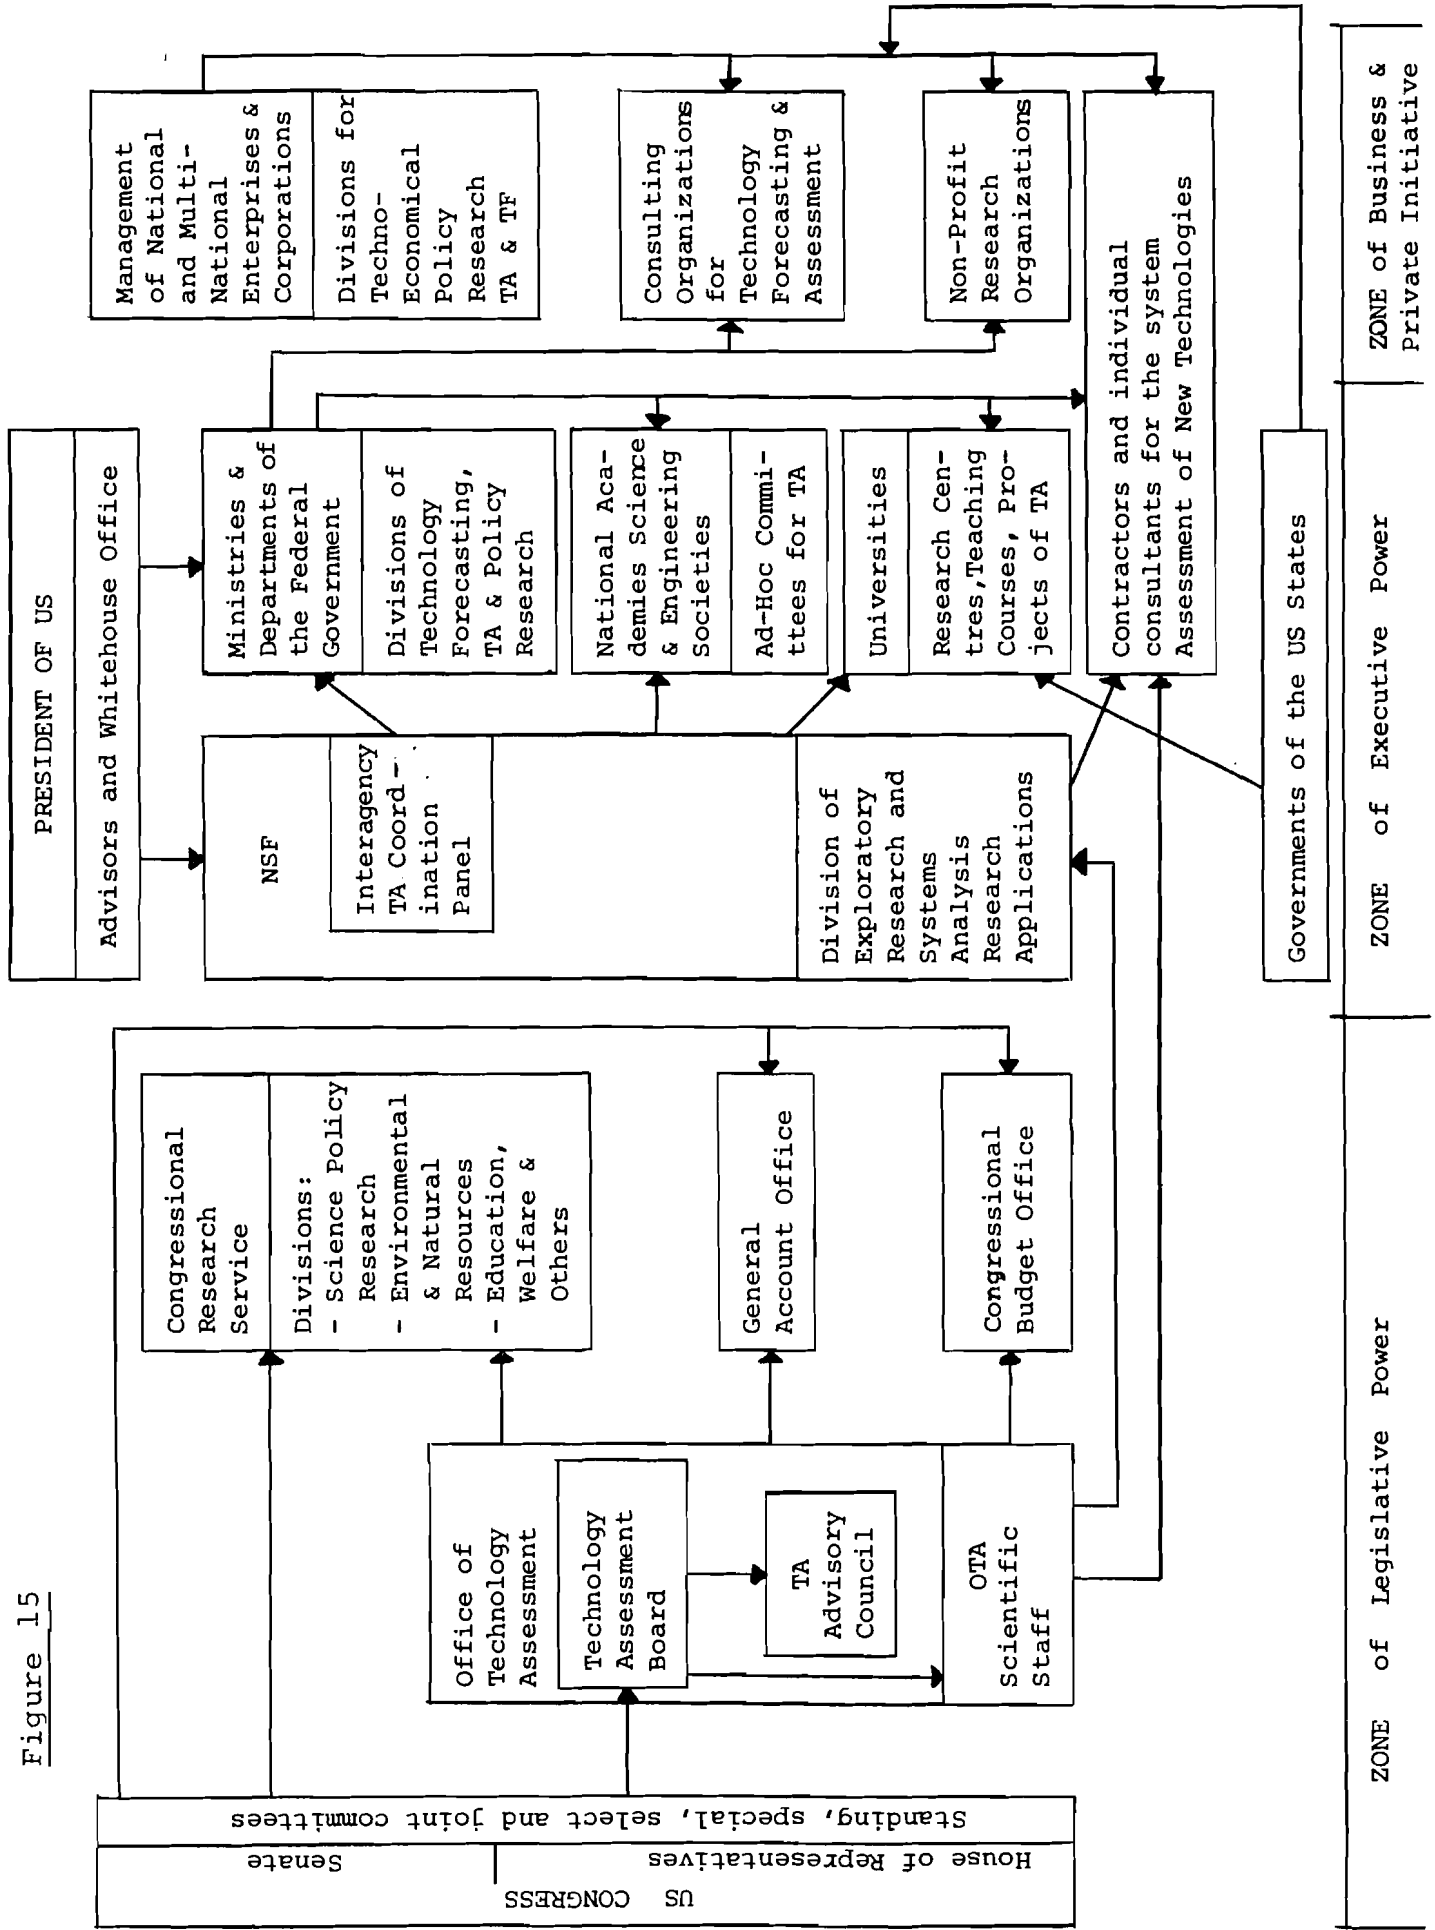 Figure 15
US CONGRESS
House of Representatives
Senate
Standing, special, select and joint committees
Office of
Technology
Assessment
Technology
Assessment
Board
TA
Advisory
Council
OTA
Scientific
Staff
Congressional
Research
Service
Divisions:
- Science Policy
Research
- Environmental
& Natural
Resources
- Education,
Welfare &
Others
General
Account Office
Congressional
Budget Office
PRESIDENT OF US
Advisors and Whitehouse Office
NSF
Interagency
TA Coord-
ination
Panel
Division of
Exploratory
Research and
Systems
Analysis
Research
Applications
Ministries &
Departments of
the Federal
Government
Divisions of
Technology
Forecasting,
TA & Policy
Research
National Aca-
demies Science
& Engineering
Societies
Ad-Hoc Commi-
ttees for TA
Universities
Research Cen-
tres,Teaching
Courses, Pro-
jects of TA
Contractors and individual
consultants for the system
Assessment of New Technologies
Governments of the US States
Management
of National
and Multi-
National
Enterprises &
Corporations
Divisions for
Techno-
Economical
Policy
Research
TA & TF
Consulting
Organizations
for
Technology
Forecasting &
Assessment
Non-Profit
Research
Organizations
ZONE of Legislative Power
ZONE of Executive Power
ZONE of Business &
Private Initiative